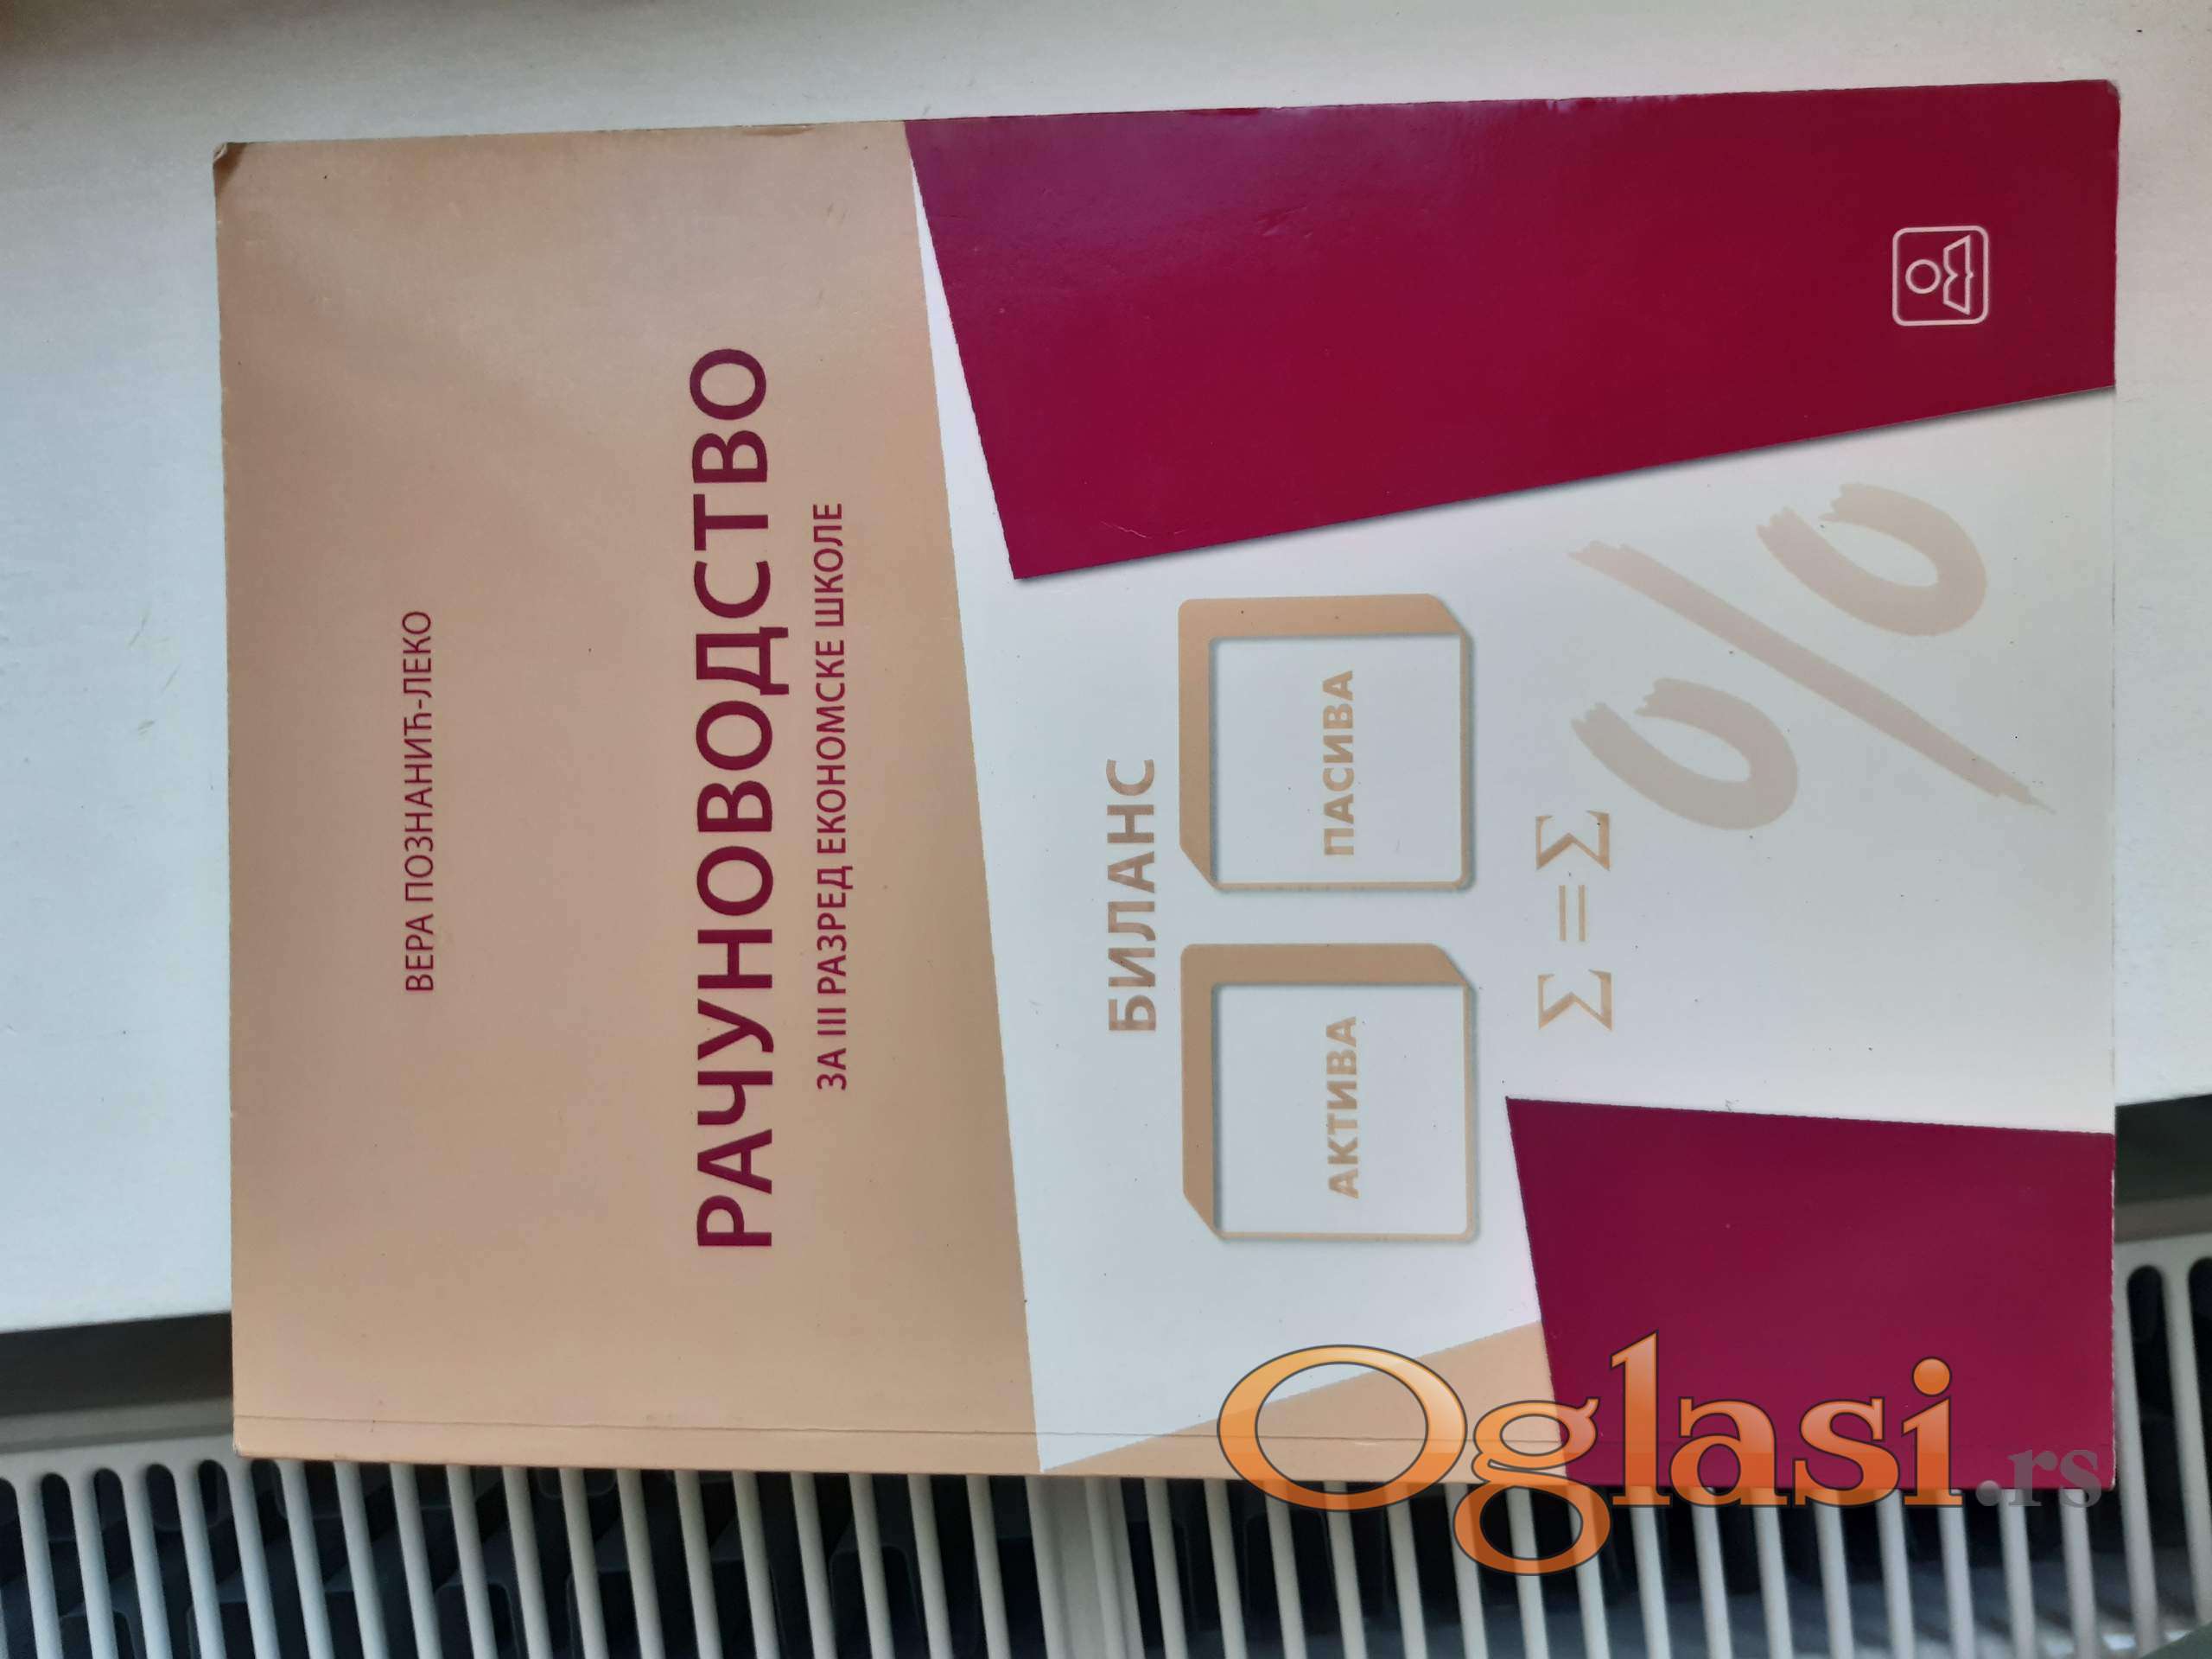 ВЕРА ПОЗНАНИЋ-ЛЕКО
РАЧУНОВОДСТВО
ЗА III РАЗРЕД ЕКОНОМСКЕ ШКОЛЕ
БИЛАНС
АКТИВА ПАСИВА
Σ = Σ
%
Oglasi.rs